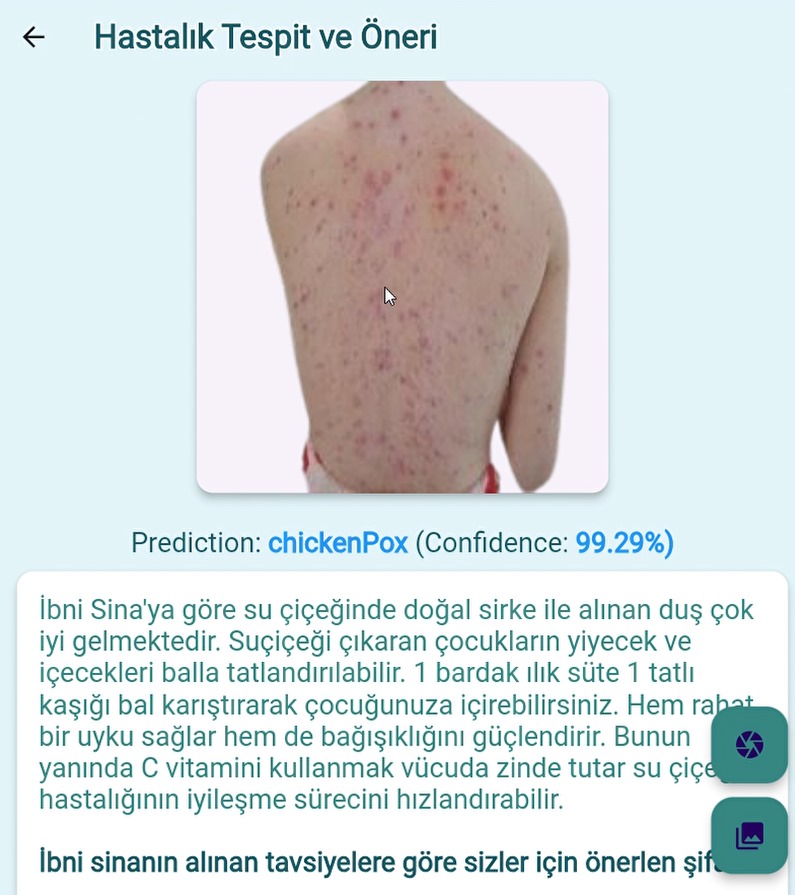 Hastalık Tespit ve Öneri
Prediction: chickenPox (Confidence: 99.29%)
İbni Sina'ya göre su çiçeğinde doğal sirke ile alınan duş çok
iyi gelmektedir. Suçiçeği çıkaran çocukların yiyecek ve
içecekleri balla tatlandırılabilir. 1 bardak ılık süte 1 tatlı
kaşığı bal karıştırarak çocuğunuza içirebilirsiniz. Hem rahat
bir uyku sağlar hem de bağışıklığını güçlendirir. Bunun
yanında C vitamini kullanmak vücuda zinde tutar su
hastalığının iyileşme sürecini hızlandırabilir.
İbni sinanın alınan tavsiyelere göre sizler için önerlen